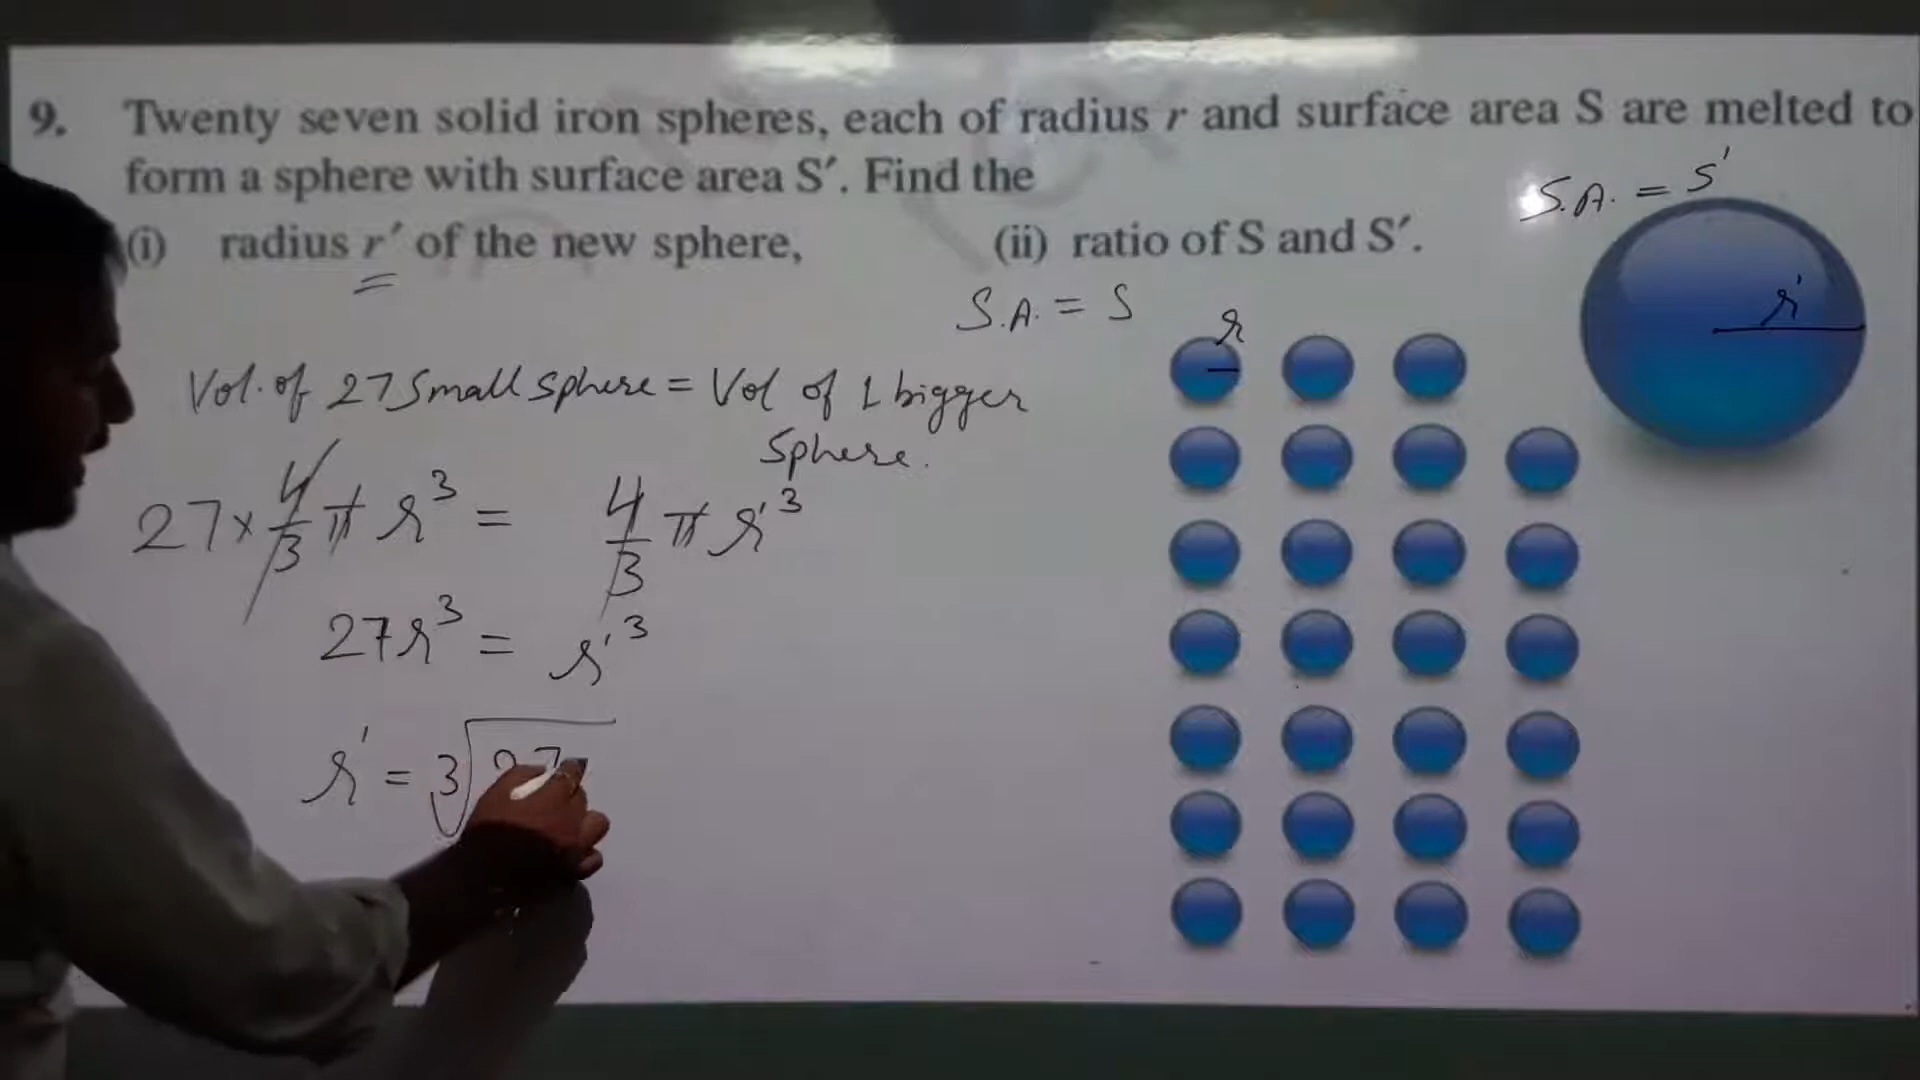 9. Twenty seven solid iron spheres, each of radius r and surface area S are melted to
form a sphere with surface area S′. Find the
(i) radius r′ of the new sphere, (ii) ratio of S and S′.
S.A. = S′
r′
S.A. = S
r
Vol. of 27 Small sphere = Vol of 1 bigger
Sphere.
27 × 4/3 π r³ = 4/3 π r′³
27r³ = r′³
r′ = ∛27